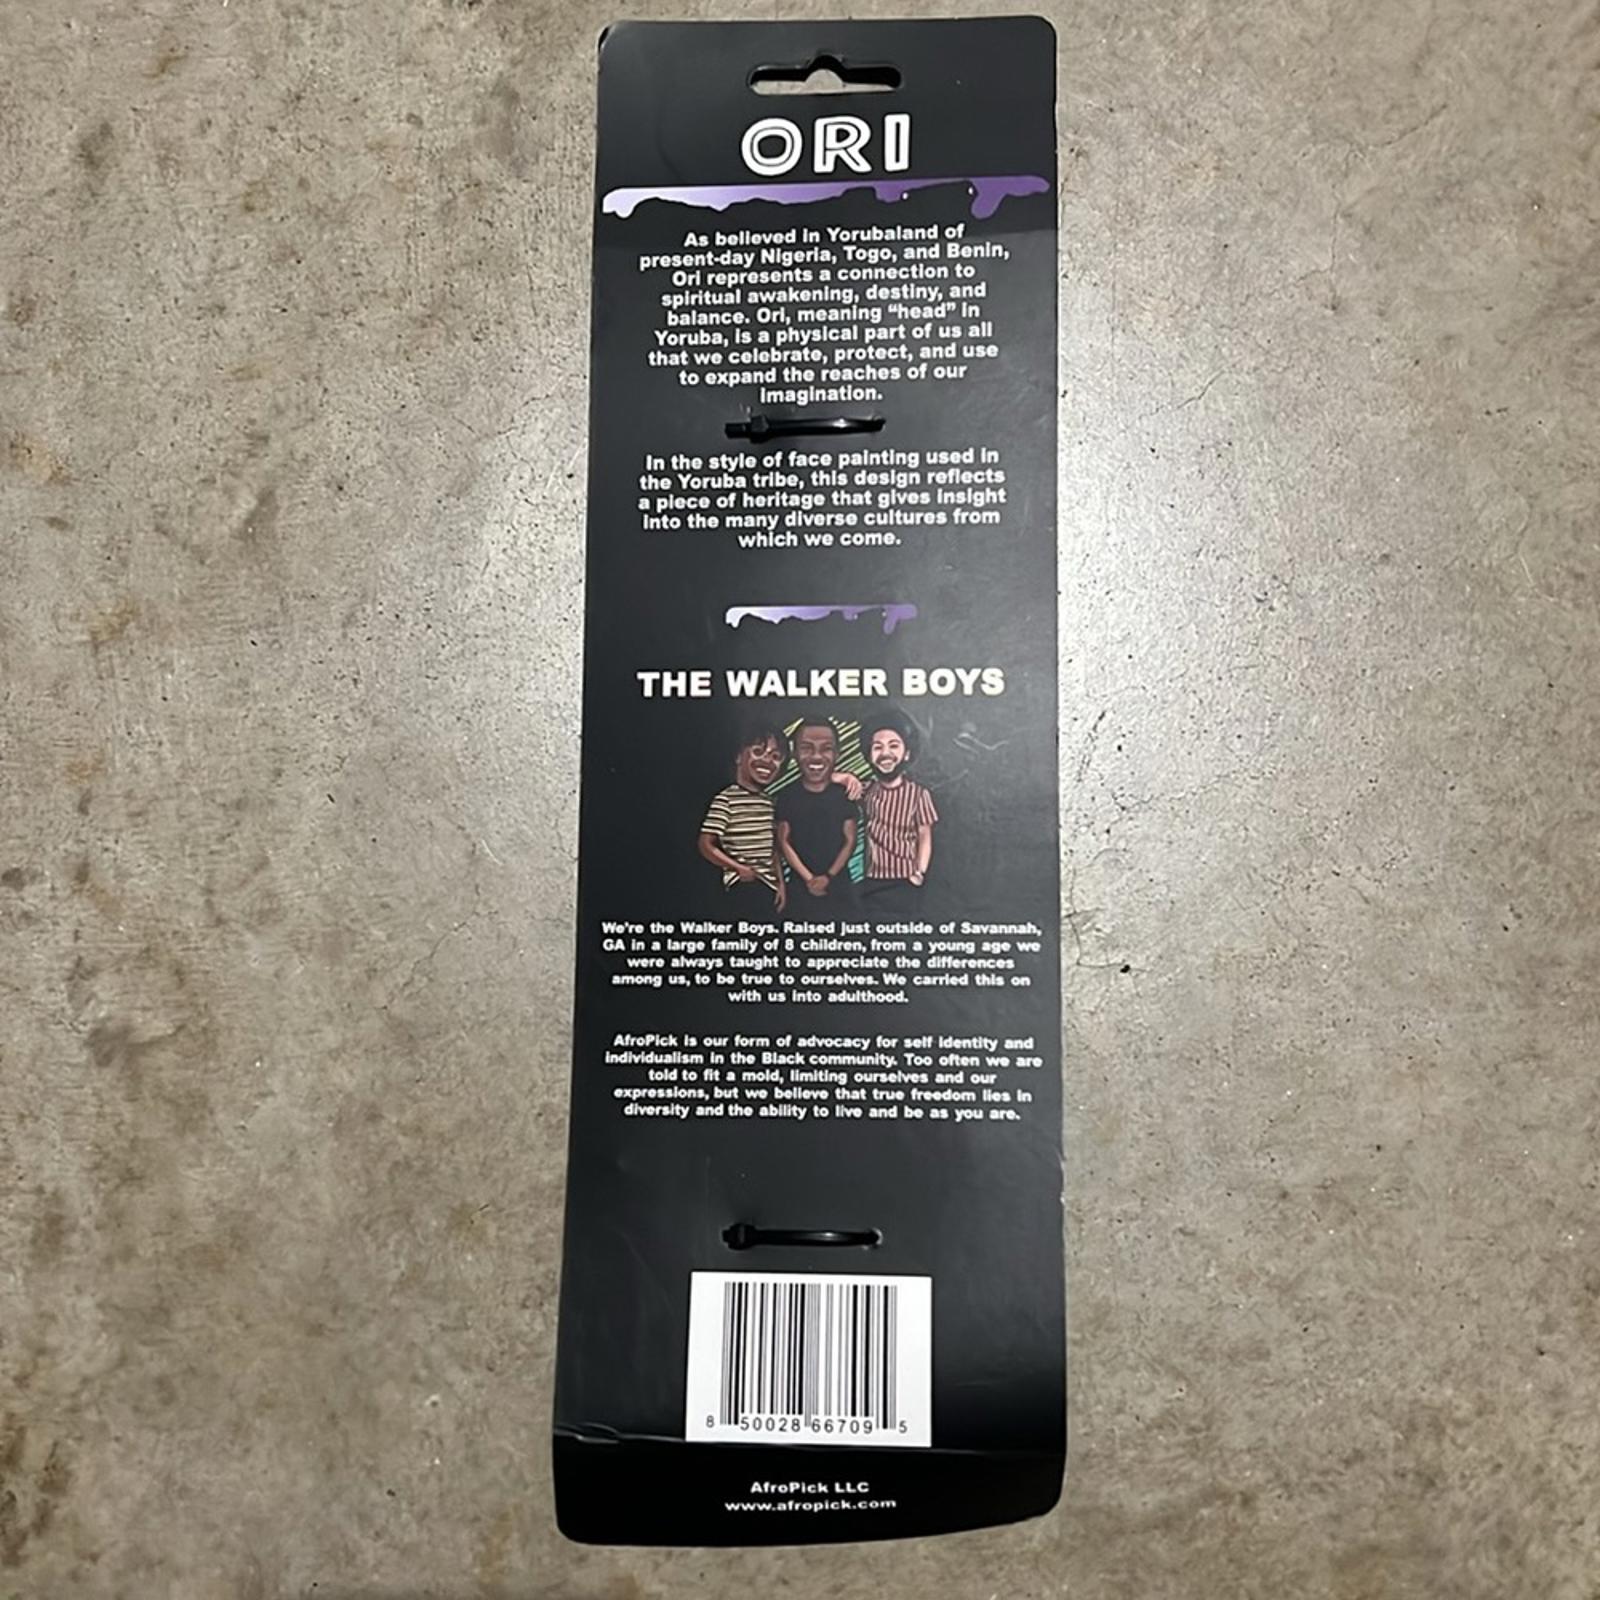 ORI
As believed in Yorubaland of
present-day Nigeria, Togo, and Benin,
Ori represents a connection to
spiritual awakening, destiny, and
balance. Ori, meaning “head” in
Yoruba, is a physical part of us all
that we celebrate, protect, and use
to expand the reaches of our
imagination.
In the style of face painting used in
the Yoruba tribe, this design reflects
a piece of heritage that gives insight
into the many diverse cultures from
which we come.
THE WALKER BOYS
We're the Walker Boys. Raised just outside of Savannah,
GA in a large family of 8 children, from a young age we
were always taught to appreciate the differences
among us, to be true to ourselves. We carried this on
with us into adulthood.
AfroPick is our form of advocacy for self identity and
individualism in the Black community. Too often we are
told to fit a mold, limiting ourselves and our
expressions, but we believe that true freedom lies in
diversity and the ability to live and be as you are.
8 50028 66709 5
AfroPick LLC
www.afropick.com